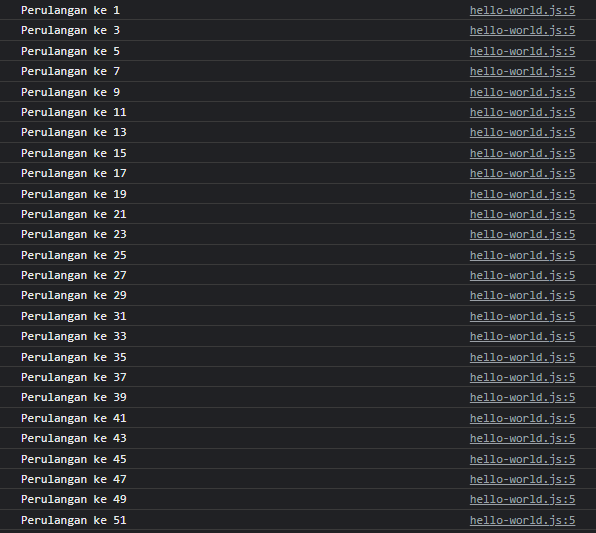 Perulangan ke 1 hello-world.js:5
Perulangan ke 3 hello-world.js:5
Perulangan ke 5 hello-world.js:5
Perulangan ke 7 hello-world.js:5
Perulangan ke 9 hello-world.js:5
Perulangan ke 11 hello-world.js:5
Perulangan ke 13 hello-world.js:5
Perulangan ke 15 hello-world.js:5
Perulangan ke 17 hello-world.js:5
Perulangan ke 19 hello-world.js:5
Perulangan ke 21 hello-world.js:5
Perulangan ke 23 hello-world.js:5
Perulangan ke 25 hello-world.js:5
Perulangan ke 27 hello-world.js:5
Perulangan ke 29 hello-world.js:5
Perulangan ke 31 hello-world.js:5
Perulangan ke 33 hello-world.js:5
Perulangan ke 35 hello-world.js:5
Perulangan ke 37 hello-world.js:5
Perulangan ke 39 hello-world.js:5
Perulangan ke 41 hello-world.js:5
Perulangan ke 43 hello-world.js:5
Perulangan ke 45 hello-world.js:5
Perulangan ke 47 hello-world.js:5
Perulangan ke 49 hello-world.js:5
Perulangan ke 51 hello-world.js:5